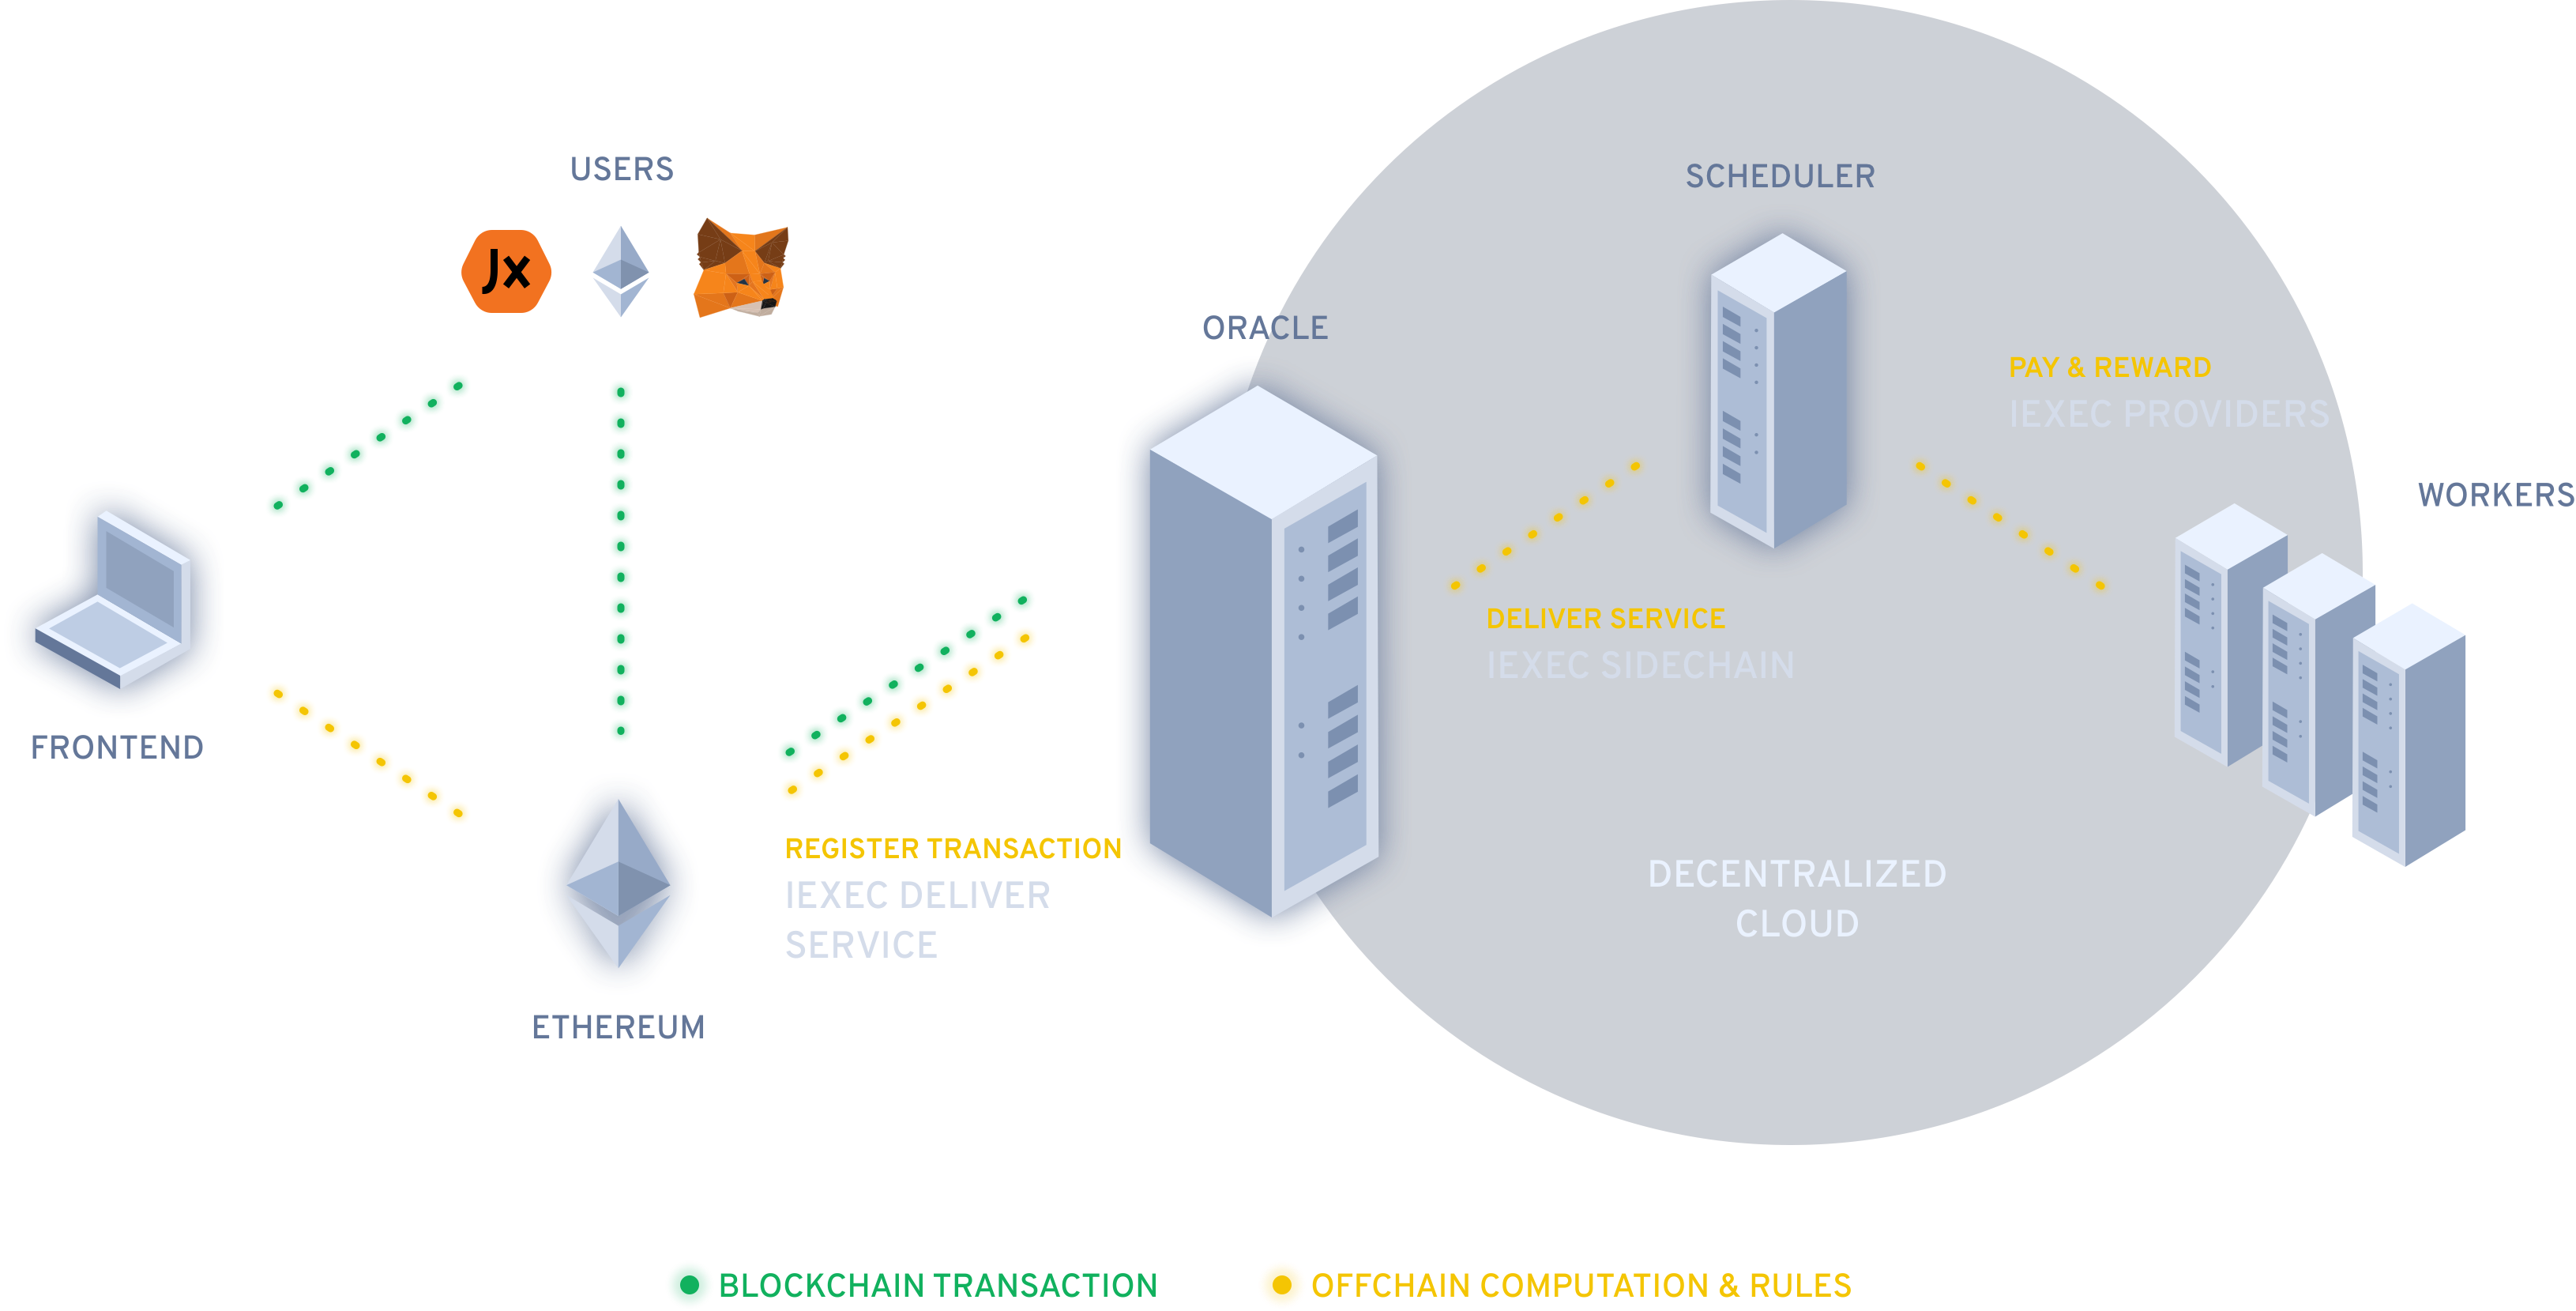 USERS
Jx
SCHEDULER
ORACLE
PAY & REWARD
IEXEC PROVIDERS
WORKERS
DELIVER SERVICE
IEXEC SIDECHAIN
FRONTEND
REGISTER TRANSACTION
IEXEC DELIVER
SERVICE
DECENTRALIZED
CLOUD
ETHEREUM
BLOCKCHAIN TRANSACTION
OFFCHAIN COMPUTATION & RULES